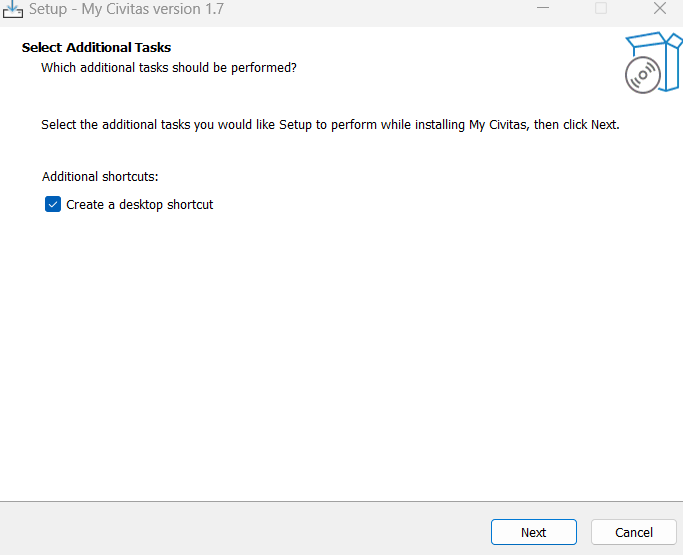 Setup - My Civitas version 1.7
Select Additional Tasks
Which additional tasks should be performed?
Select the additional tasks you would like Setup to perform while installing My Civitas, then click Next.
Additional shortcuts:
Create a desktop shortcut
Next
Cancel